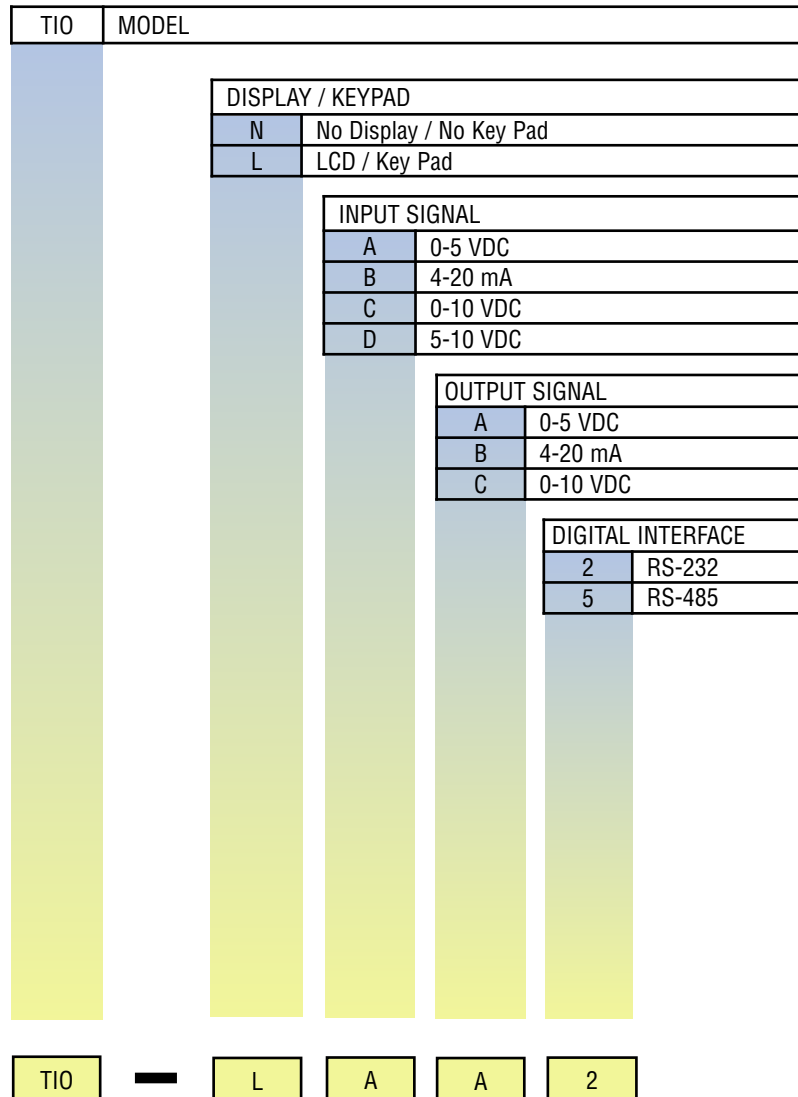 TIO MODEL
DISPLAY / KEYPAD
N No Display / No Key Pad
L LCD / Key Pad
INPUT SIGNAL
A 0-5 VDC
B 4-20 mA
C 0-10 VDC
D 5-10 VDC
OUTPUT SIGNAL
A 0-5 VDC
B 4-20 mA
C 0-10 VDC
DIGITAL INTERFACE
2 RS-232
5 RS-485
TIO - L A A 2